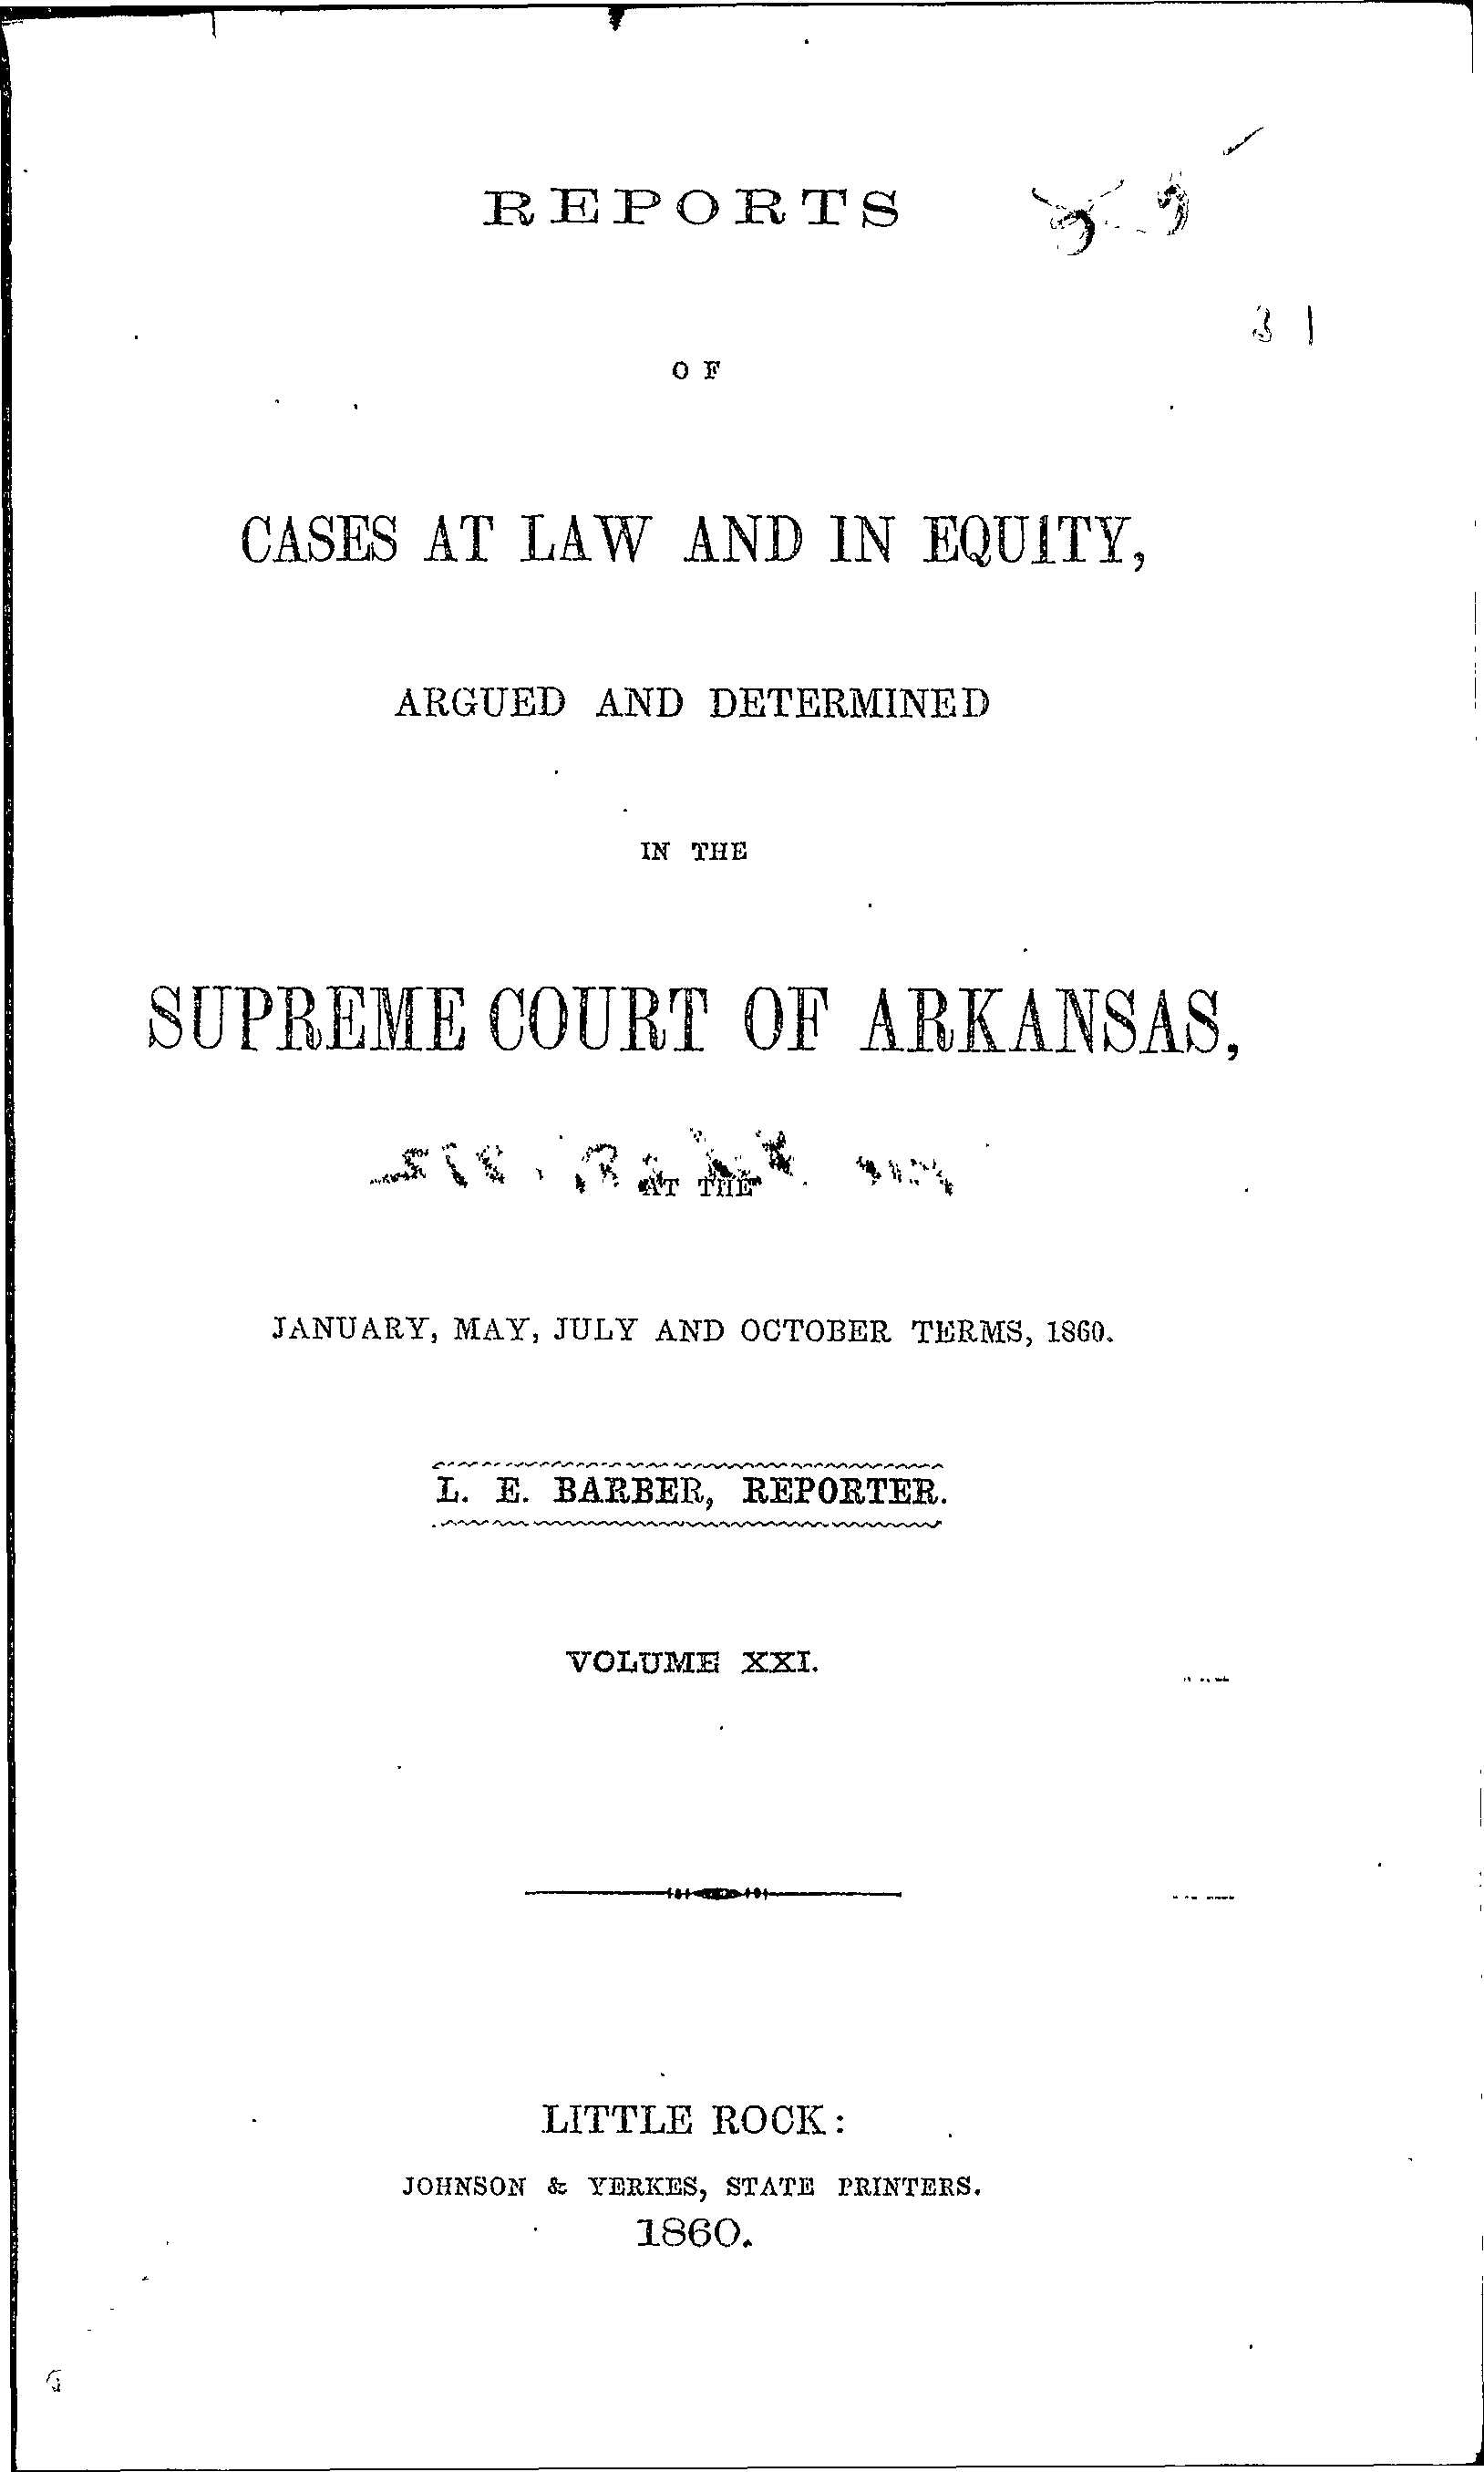 REPORTS
OF
CASES AT LAW AND IN EQUITY,
ARGUED AND DETERMINED
IN THE
SUPREME COURT OF ARKANSAS,
AT THE
JANUARY, MAY, JULY AND OCTOBER TERMS, 1860.
L. E. BARBER, REPORTER.
VOLUME XXI.
LITTLE ROCK:
JOHNSON & YERKES, STATE PRINTERS.
1860.